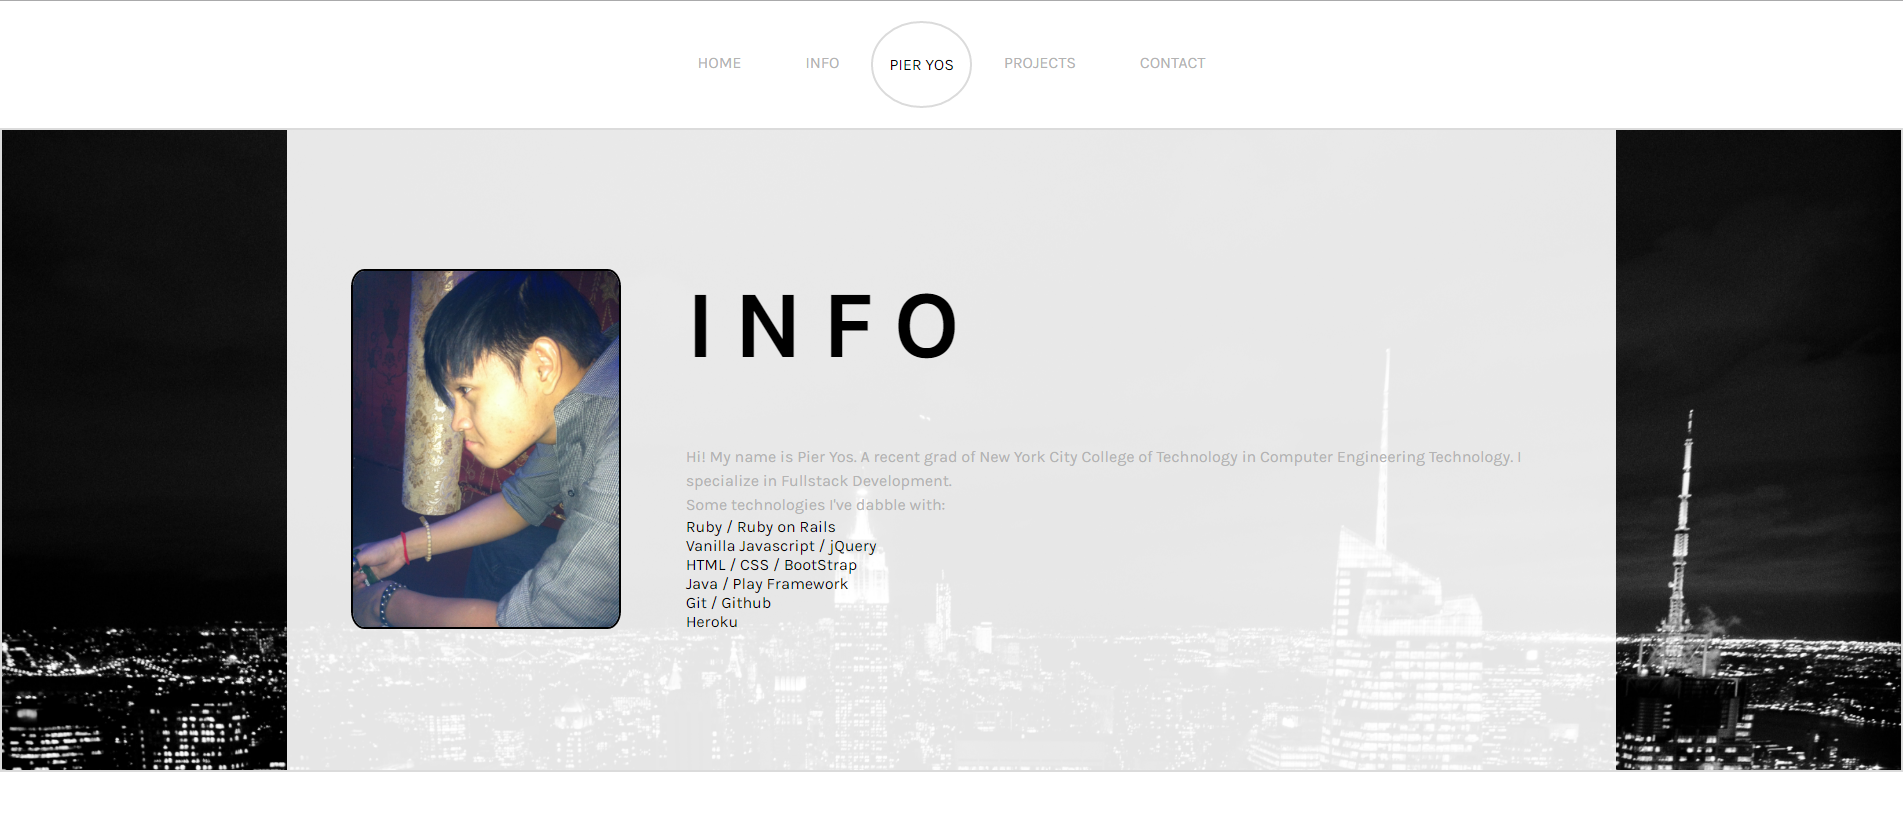 HOME INFO PIER YOS PROJECTS CONTACT
INFO
Hi! My name is Pier Yos. A recent grad of New York City College of Technology in Computer Engineering Technology. I
specialize in Fullstack Development.
Some technologies I've dabble with:
Ruby / Ruby on Rails
Vanilla Javascript / jQuery
HTML / CSS / BootStrap
Java / Play Framework
Git / Github
Heroku